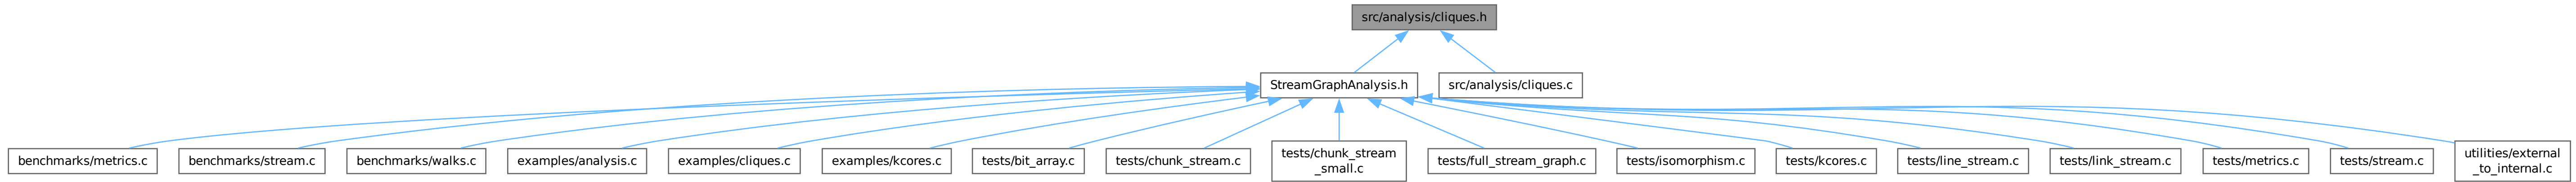 src/analysis/cliques.h
StreamGraphAnalysis.h
src/analysis/cliques.c
benchmarks/metrics.c
benchmarks/stream.c
benchmarks/walks.c
examples/analysis.c
examples/cliques.c
examples/kcores.c
tests/bit_array.c
tests/chunk_stream.c
tests/chunk_stream
_small.c
tests/full_stream_graph.c
tests/isomorphism.c
tests/kcores.c
tests/line_stream.c
tests/link_stream.c
tests/metrics.c
tests/stream.c
utilities/external
_to_internal.c